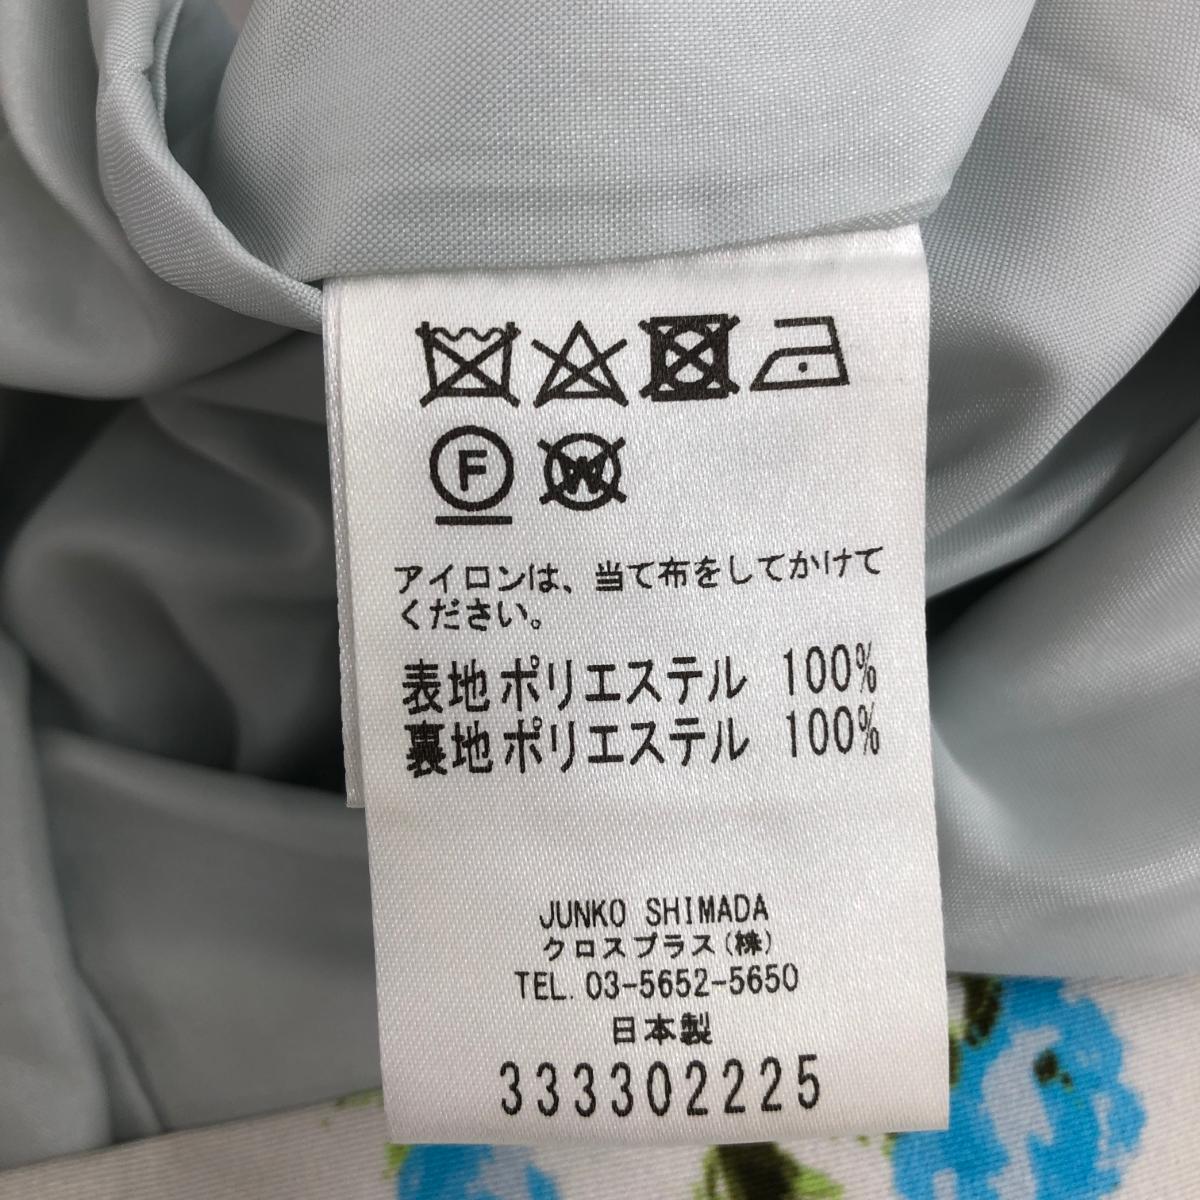 F W
アイロンは、当て布をしてかけて
ください。
表地 ポリエステル 100%
裏地 ポリエステル 100%
JUNKO SHIMADA
クロスプラス(株)
TEL. 03-5652-5650
日本製
333302225